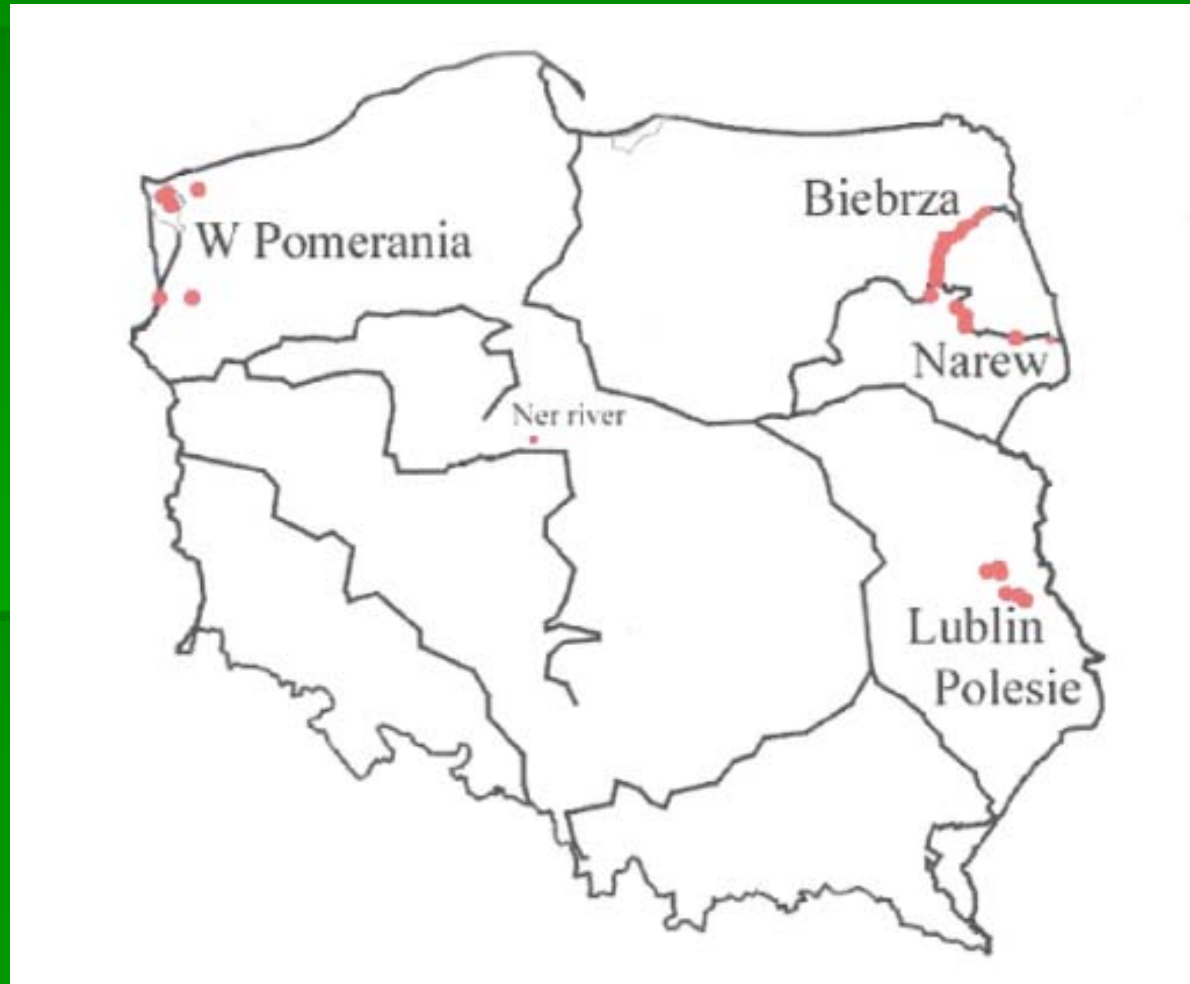 Biebrza
W Pomerania
Narew
Ner river
Lublin
Polesie